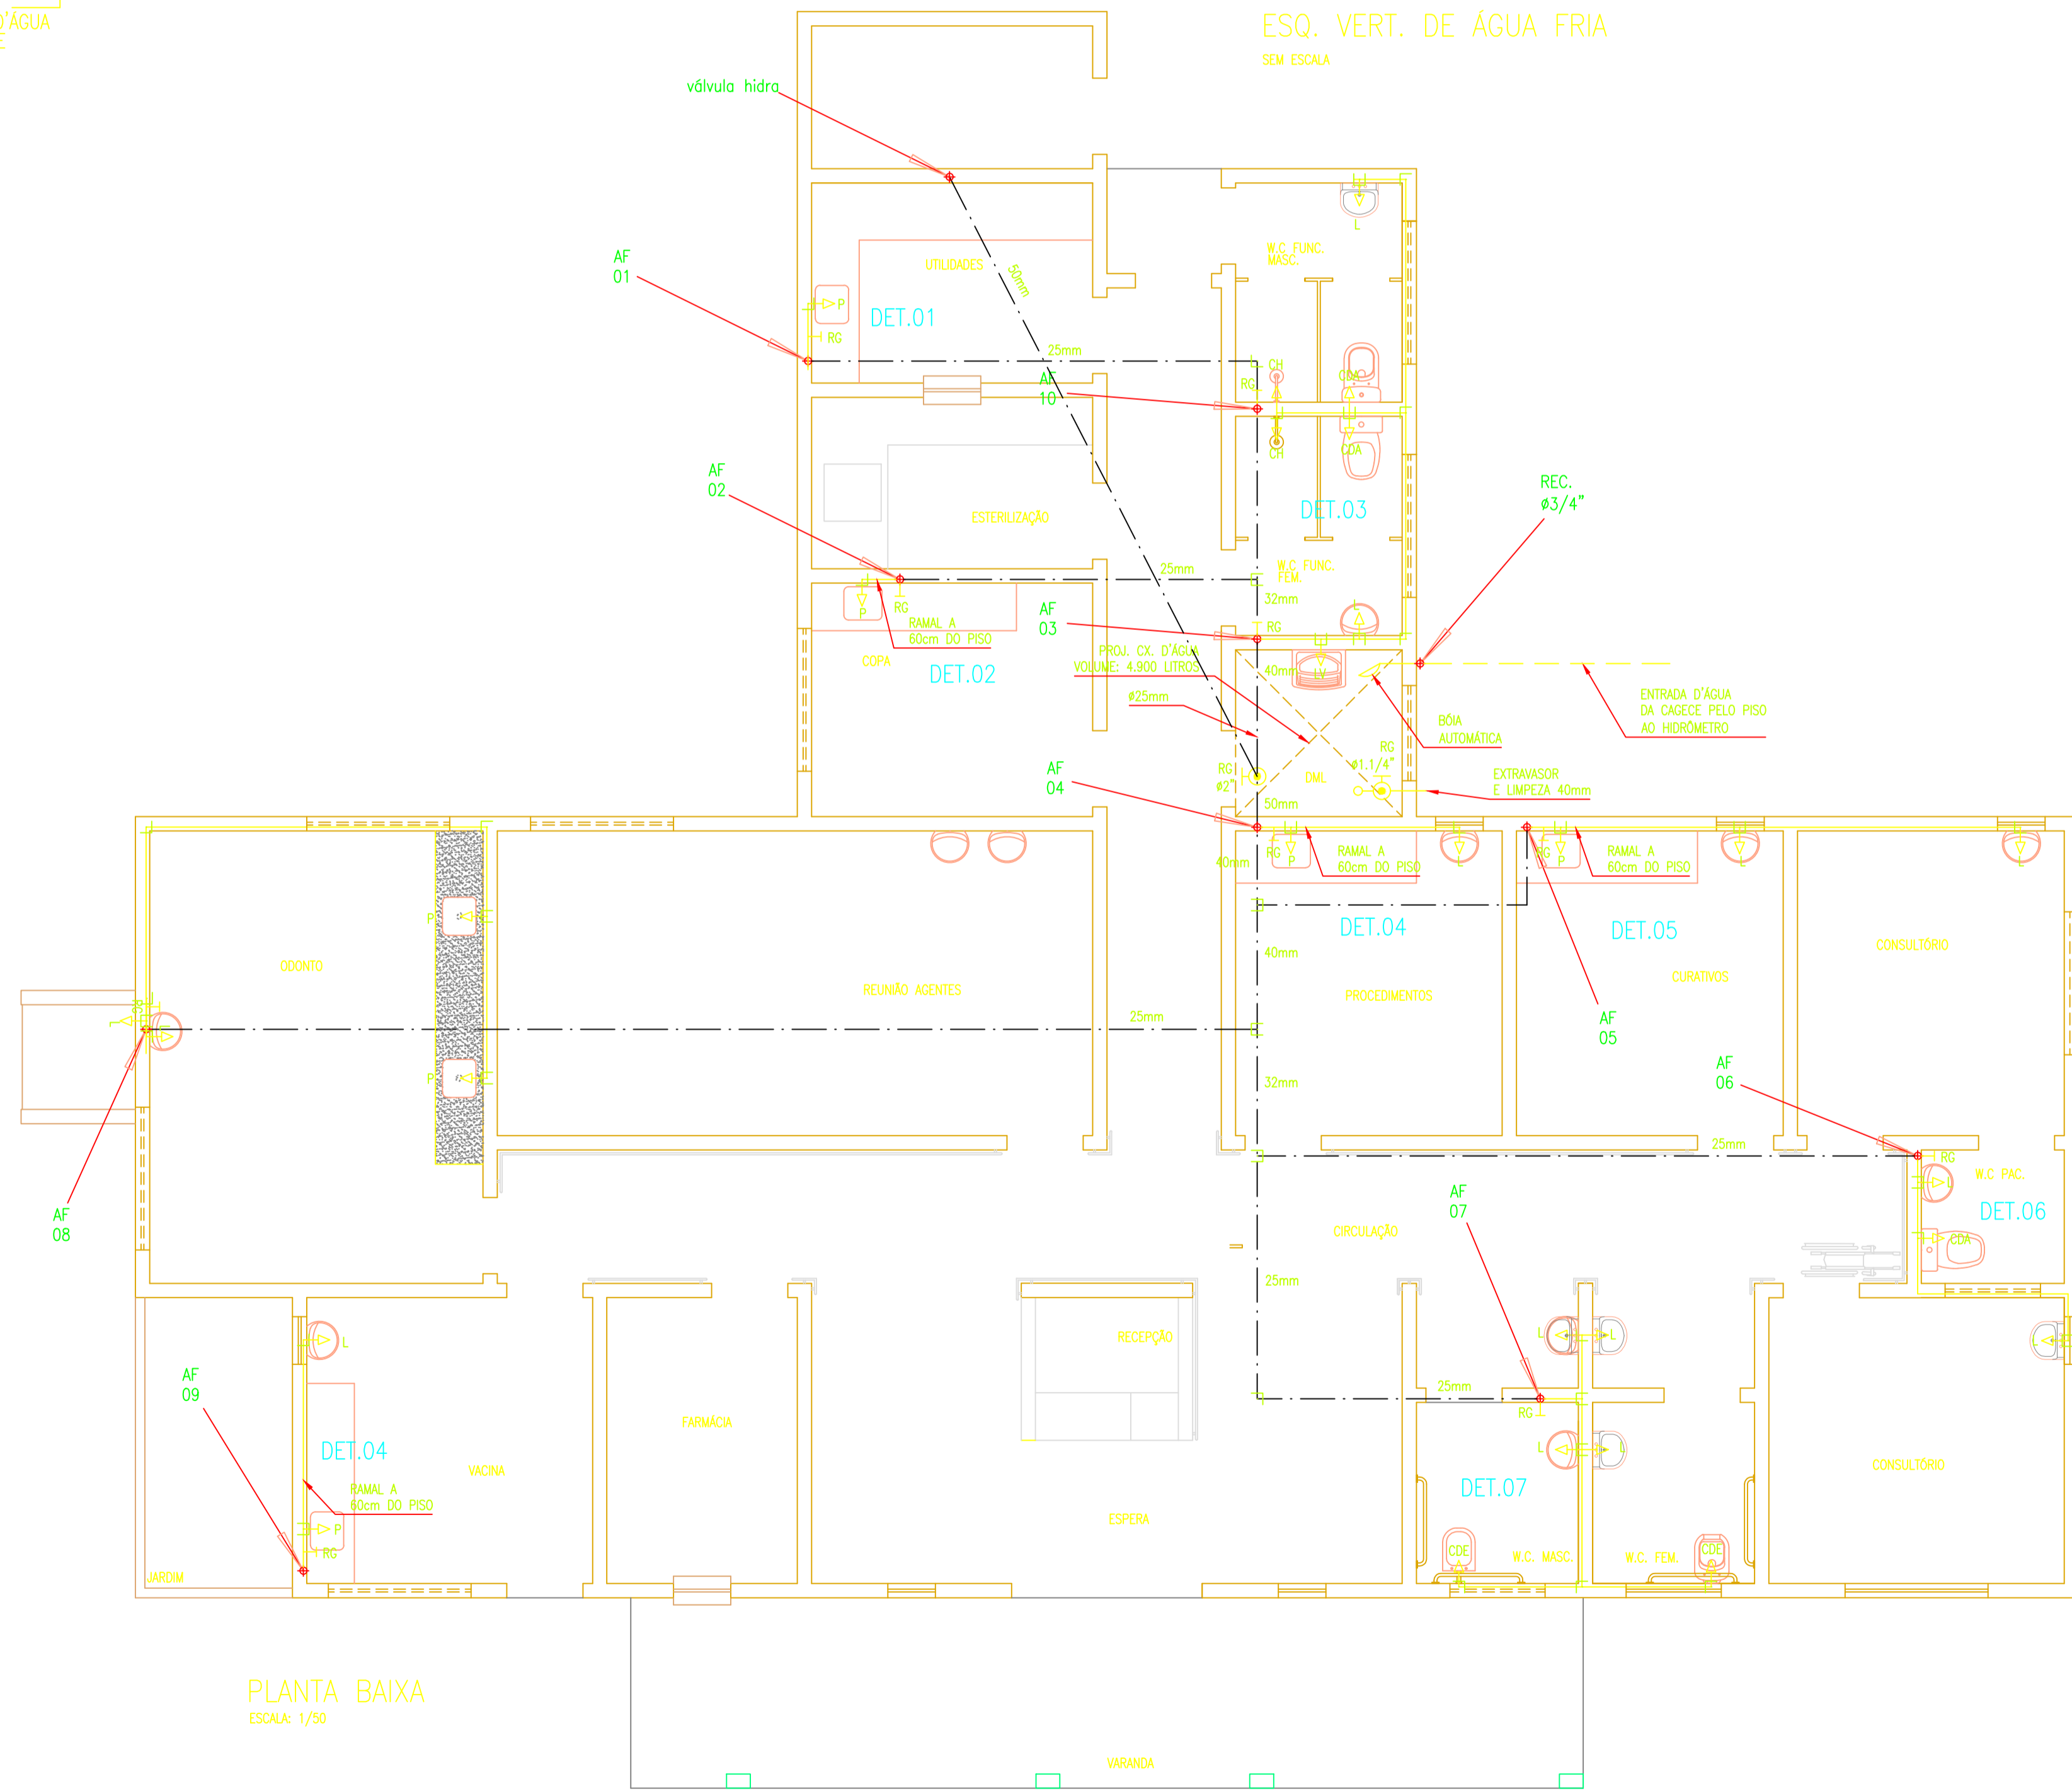 D'ÁGUA
ESQ. VERT. DE ÁGUA FRIA
SEM ESCALA
válvula hidra
L
W.C FUNC.
MASC.
AF
01
UTILIDADES
50mm
P
DET.01
RG
25mm
CH
CDA
RG
AF
10
CH
CDA
AF
02
REC.
ø3/4"
DET.03
ESTERILIZAÇÃO
W.C FUNC.
FEM.
25mm
32mm
L
P
RG
RAMAL A
60cm DO PISO
AF
03
RG
COPA
DET.02
PROJ. CX. D'ÁGUA
VOLUME: 4.900 LITROS
40mm
LV
ø25mm
ENTRADA D'ÁGUA
DA CAGECE PELO PISO
AO HIDRÔMETRO
BÓIA
AUTOMÁTICA
RG
ø1.1/4"
AF
04
RG
ø2"
DML
EXTRAVASOR
E LIMPEZA 40mm
50mm
40mm
RG
P
RAMAL A
60cm DO PISO
L
RG
P
RAMAL A
60cm DO PISO
L
L
P
DET.04
DET.05
CONSULTÓRIO
ODONTO
40mm
REUNIÃO AGENTES
PROCEDIMENTOS
CURATIVOS
RG
L
25mm
AF
05
P
32mm
AF
06
25mm
RG
W.C PAC.
L
DET.06
CDA
AF
08
AF
07
CIRCULAÇÃO
25mm
L
RECEPÇÃO
L
L
L
AF
09
25mm
RG
FARMÁCIA
DET.04
VACINA
L
L
CONSULTÓRIO
RAMAL A
60cm DO PISO
DET.07
P
ESPERA
RG
CDE
W.C. MASC.
W.C. FEM.
CDE
JARDIM
PLANTA BAIXA
ESCALA: 1/50
VARANDA